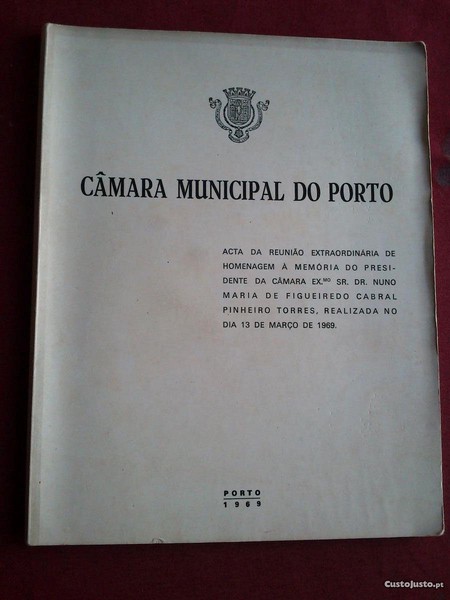 CÂMARA MUNICIPAL DO PORTO
ACTA DA REUNIÃO EXTRAORDINÁRIA DE
HOMENAGEM À MEMÓRIA DO PRESI-
DENTE DA CÂMARA EX.MO SR. DR. NUNO
MARIA DE FIGUEIREDO CABRAL
PINHEIRO TORRES, REALIZADA NO
DIA 13 DE MARÇO DE 1969.
PORTO
1969
CustoJusto.pt